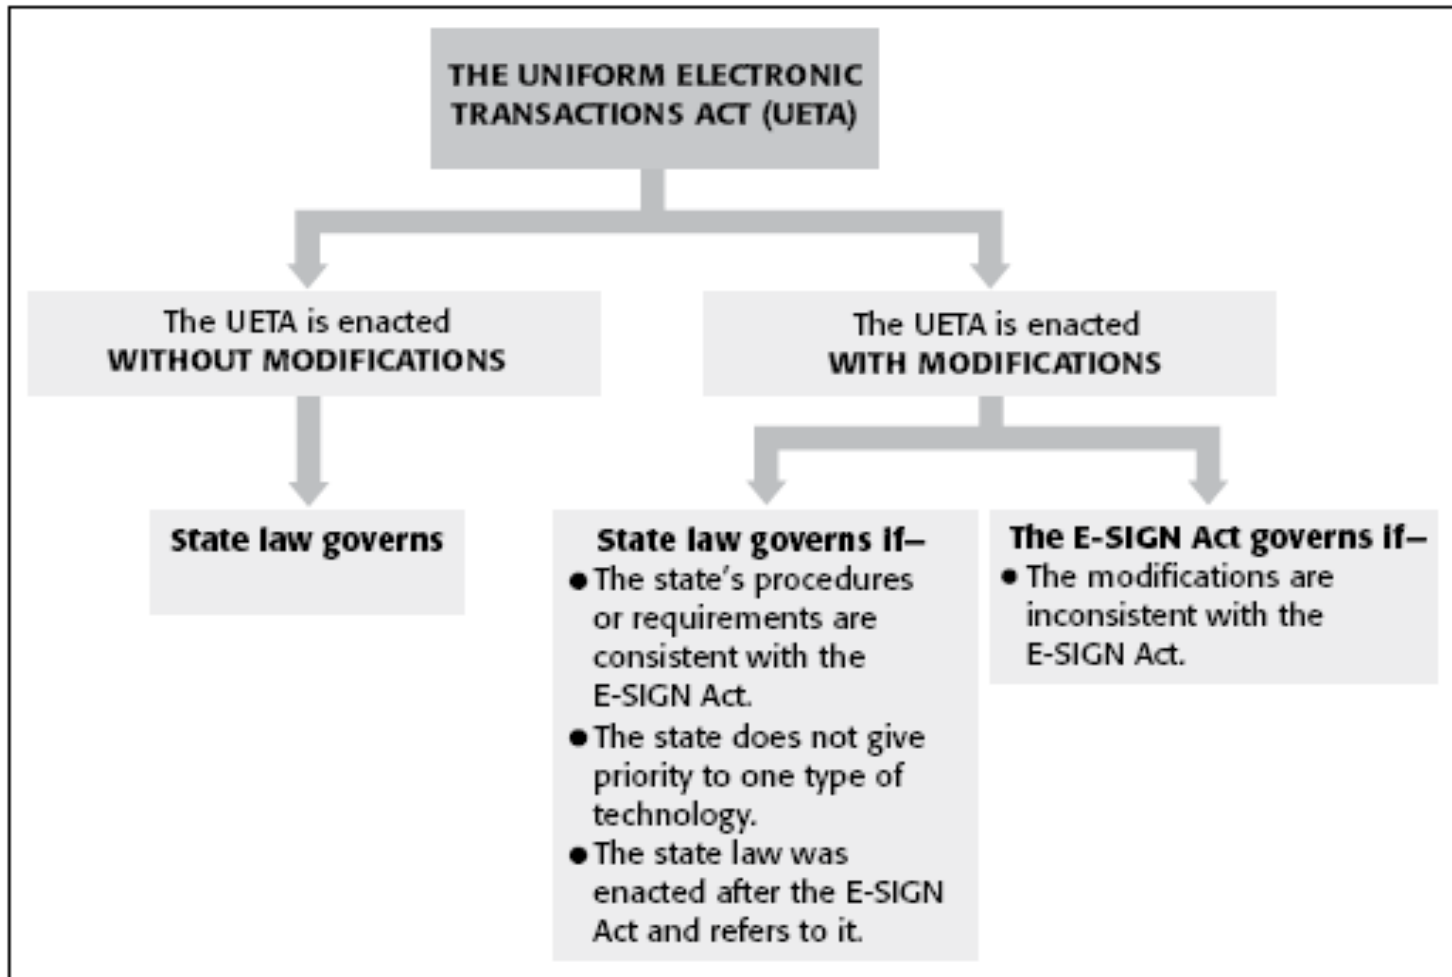 THE UNIFORM ELECTRONIC
TRANSACTIONS ACT (UETA)
The UETA is enacted
WITHOUT MODIFICATIONS
The UETA is enacted
WITH MODIFICATIONS
State law governs
State law governs if–
● The state's procedures
or requirements are
consistent with the
E-SIGN Act.
● The state does not give
priority to one type of
technology.
● The state law was
enacted after the E-SIGN
Act and refers to it.
The E-SIGN Act governs if–
● The modifications are
inconsistent with the
E-SIGN Act.